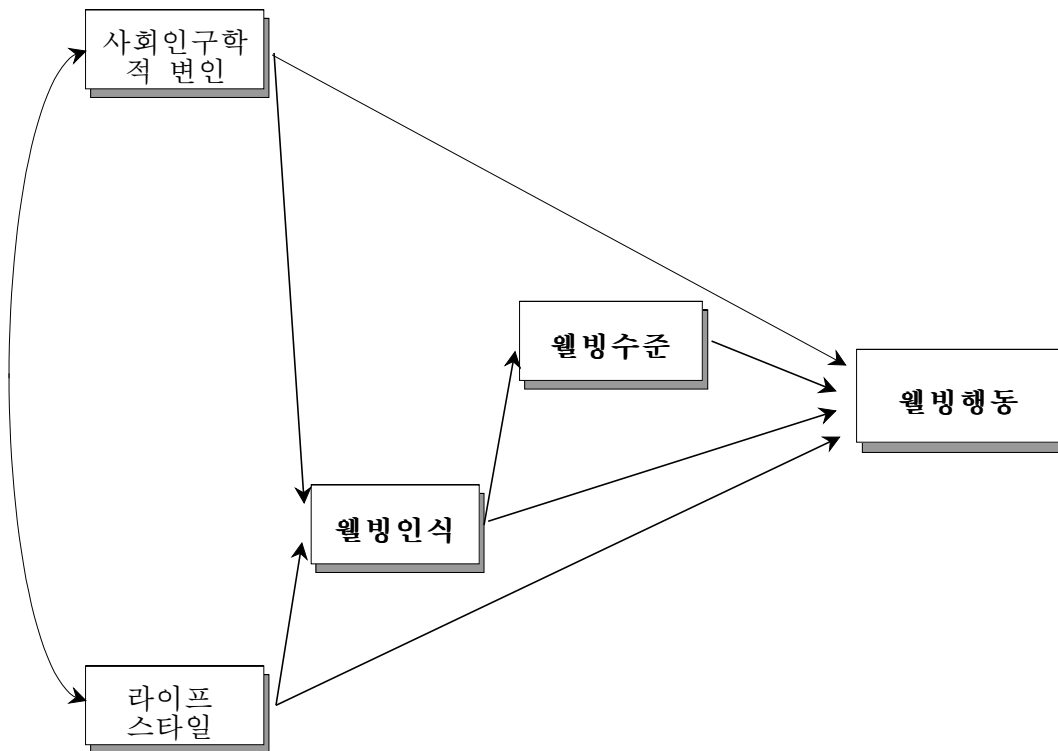 사회인구학
적 변인
웰빙수준
웰빙행동
웰빙인식
라이프
스타일